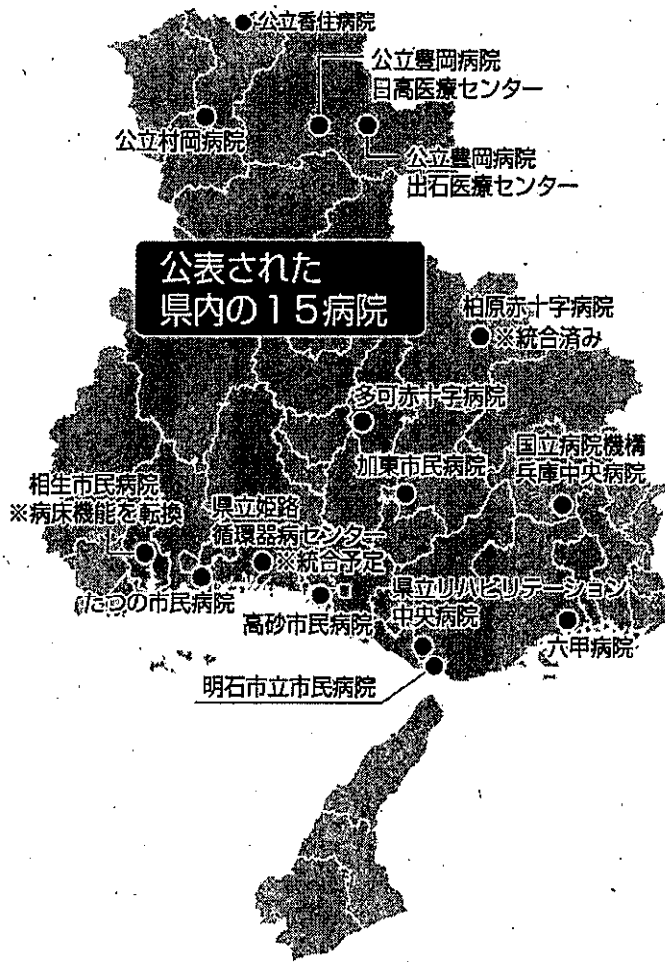 公立香住病院
公立豊岡病院
日高医療センター
公立村岡病院
公立豊岡病院
出石医療センター
公表された
県内の15病院
柏原赤十字病院
※統合済み
多可赤十字病院
国立病院機構
兵庫中央病院
加東市民病院
相生市民病院
※病床機能を転換
県立姫路
循環器病センター
※統合予定
たつの市民病院
高砂市民病院
県立リハビリテーション
中央病院
六甲病院
明石市立市民病院